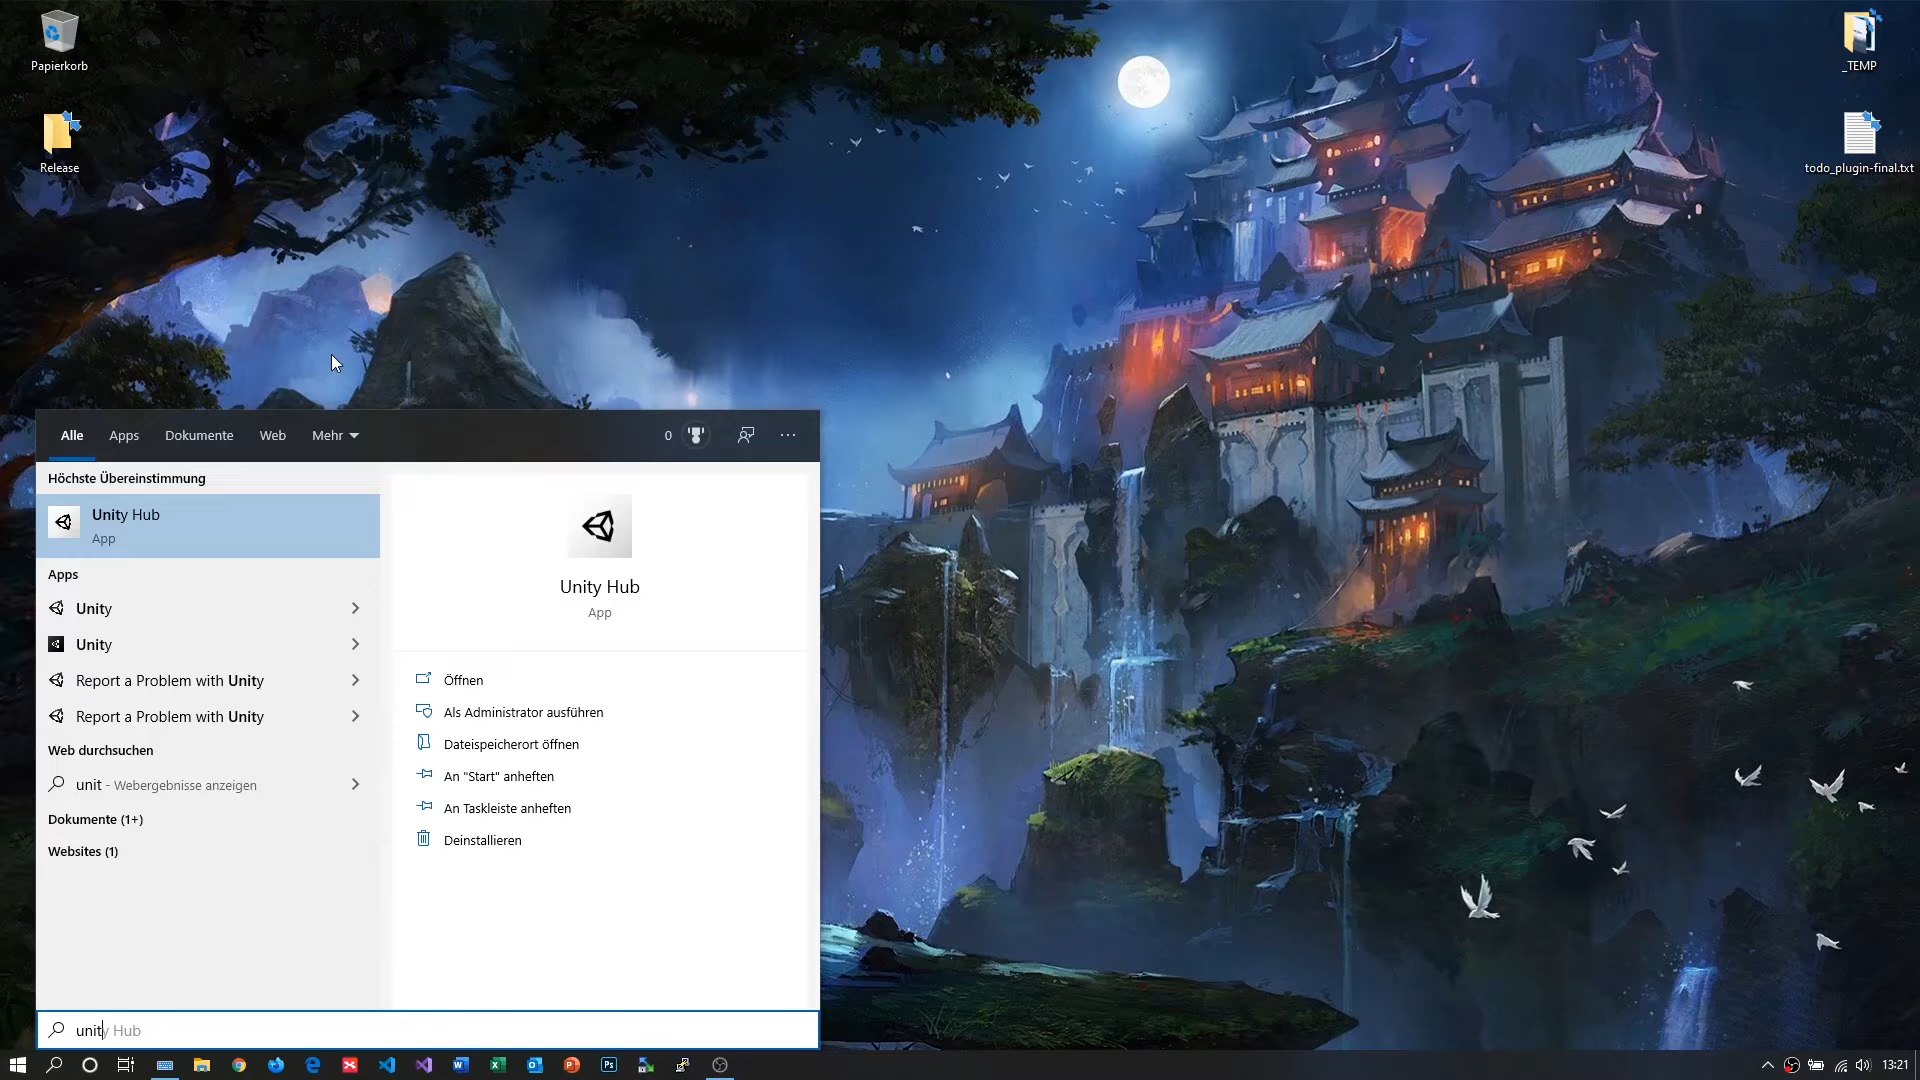 Papierkorb
Release
_TEMP
todo_plugin-final.txt
Alle Apps Dokumente Web Mehr 0
Höchste Übereinstimmung
Unity Hub
App
Apps
Unity
Unity
Report a Problem with Unity
Report a Problem with Unity
Web durchsuchen
unit - Webergebnisse anzeigen
Dokumente (1+)
Websites (1)
Unity Hub
App
Öffnen
Als Administrator ausführen
Dateispeicherort öffnen
An "Start" anheften
An Taskleiste anheften
Deinstallieren
unity Hub
13:21